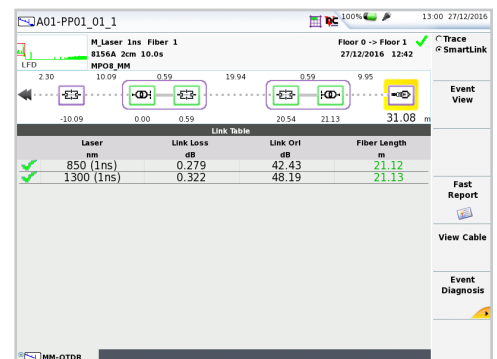 A01-PP01_01_1
100%
13:00 27/12/2016
M_Laser 1ns Fiber 1
Floor 0 -> Floor 1
8156A 2cm 10.0s
27/12/2016 12:42
LFD
MPO8_MM
Trace
SmartLink
2.30 10.09 0.59 19.94 0.59 9.95
-10.09 0.00 0.59 20.54 21.13 31.08 m
Link Table
Laser Link Loss Link Orl Fiber Length
nm dB dB m
850 (1ns) 0.279 42.43 21.12
1300 (1ns) 0.322 48.19 21.13
Event
View
Fast
Report
View Cable
Event
Diagnosis
MM-OTDR